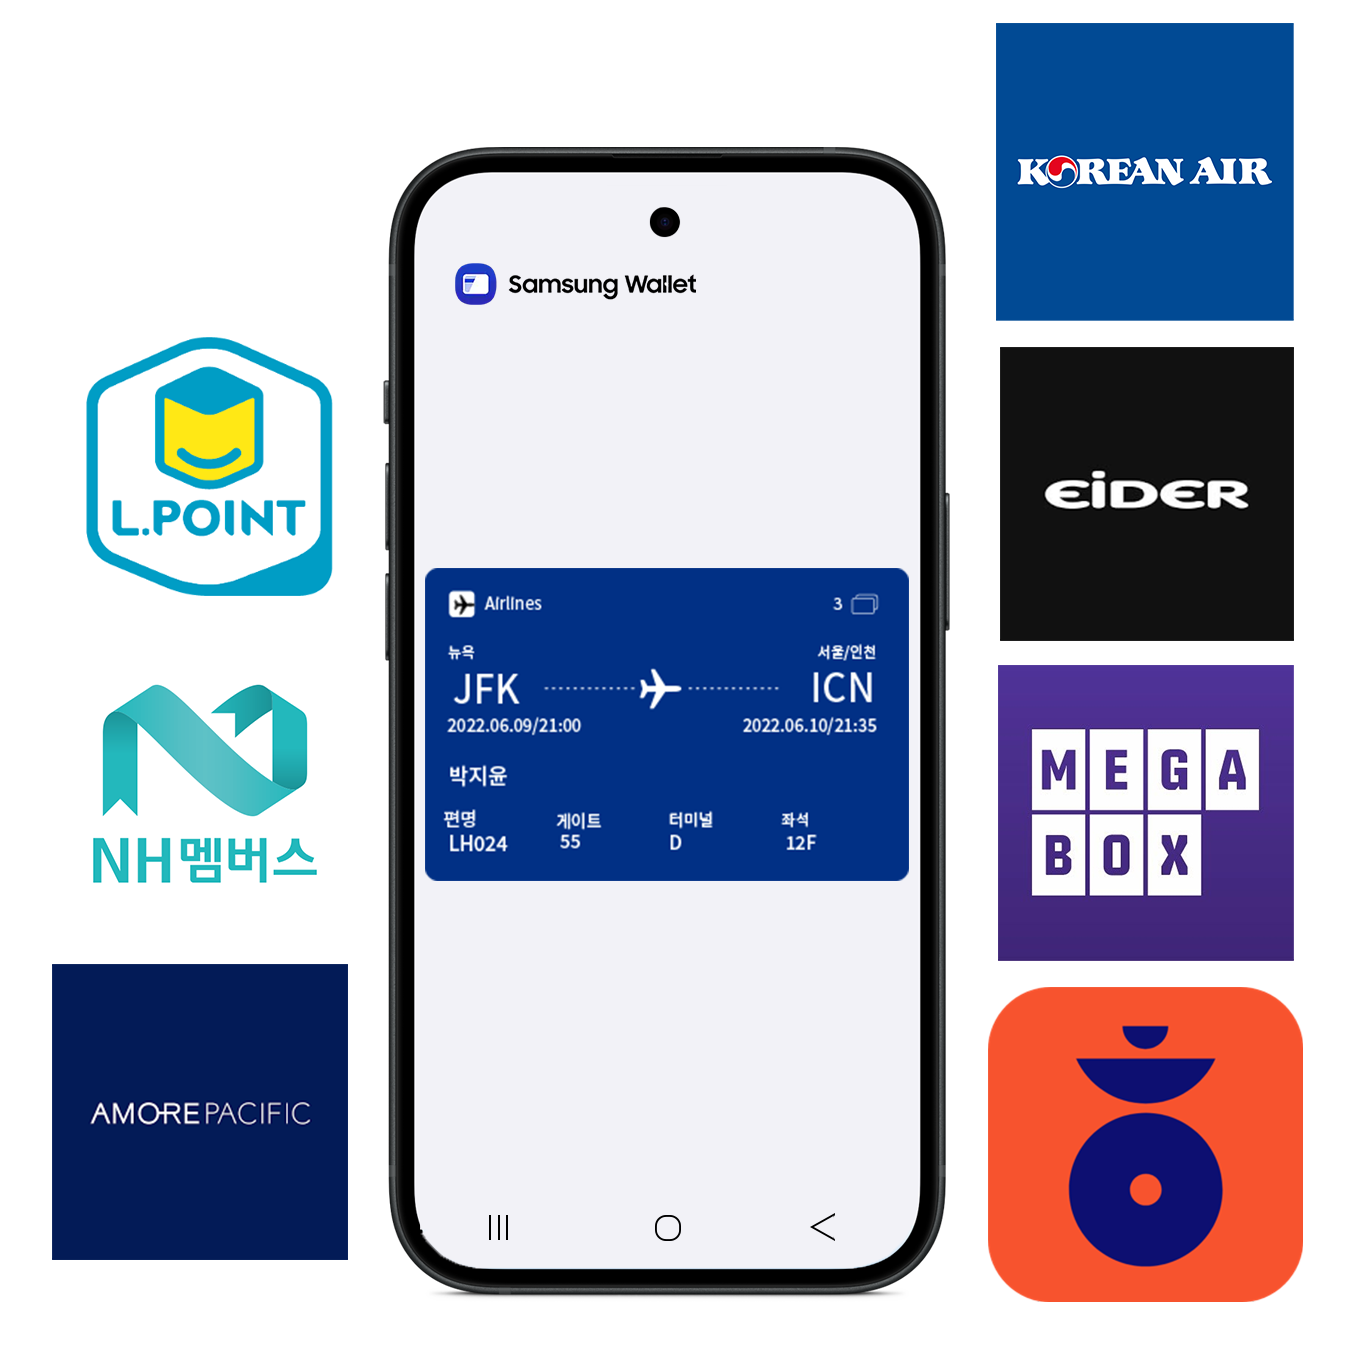 KOREAN AIR
Samsung Wallet
L.POINT
EiDER
Airlines
3
뉴욕
서울/인천
JFK
ICN
2022.06.09/21:00
2022.06.10/21:35
박지윤
편명
게이트
터미널
좌석
LH024
55
D
12F
MEGA
BOX
NH멤버스
AMOREPACIFIC